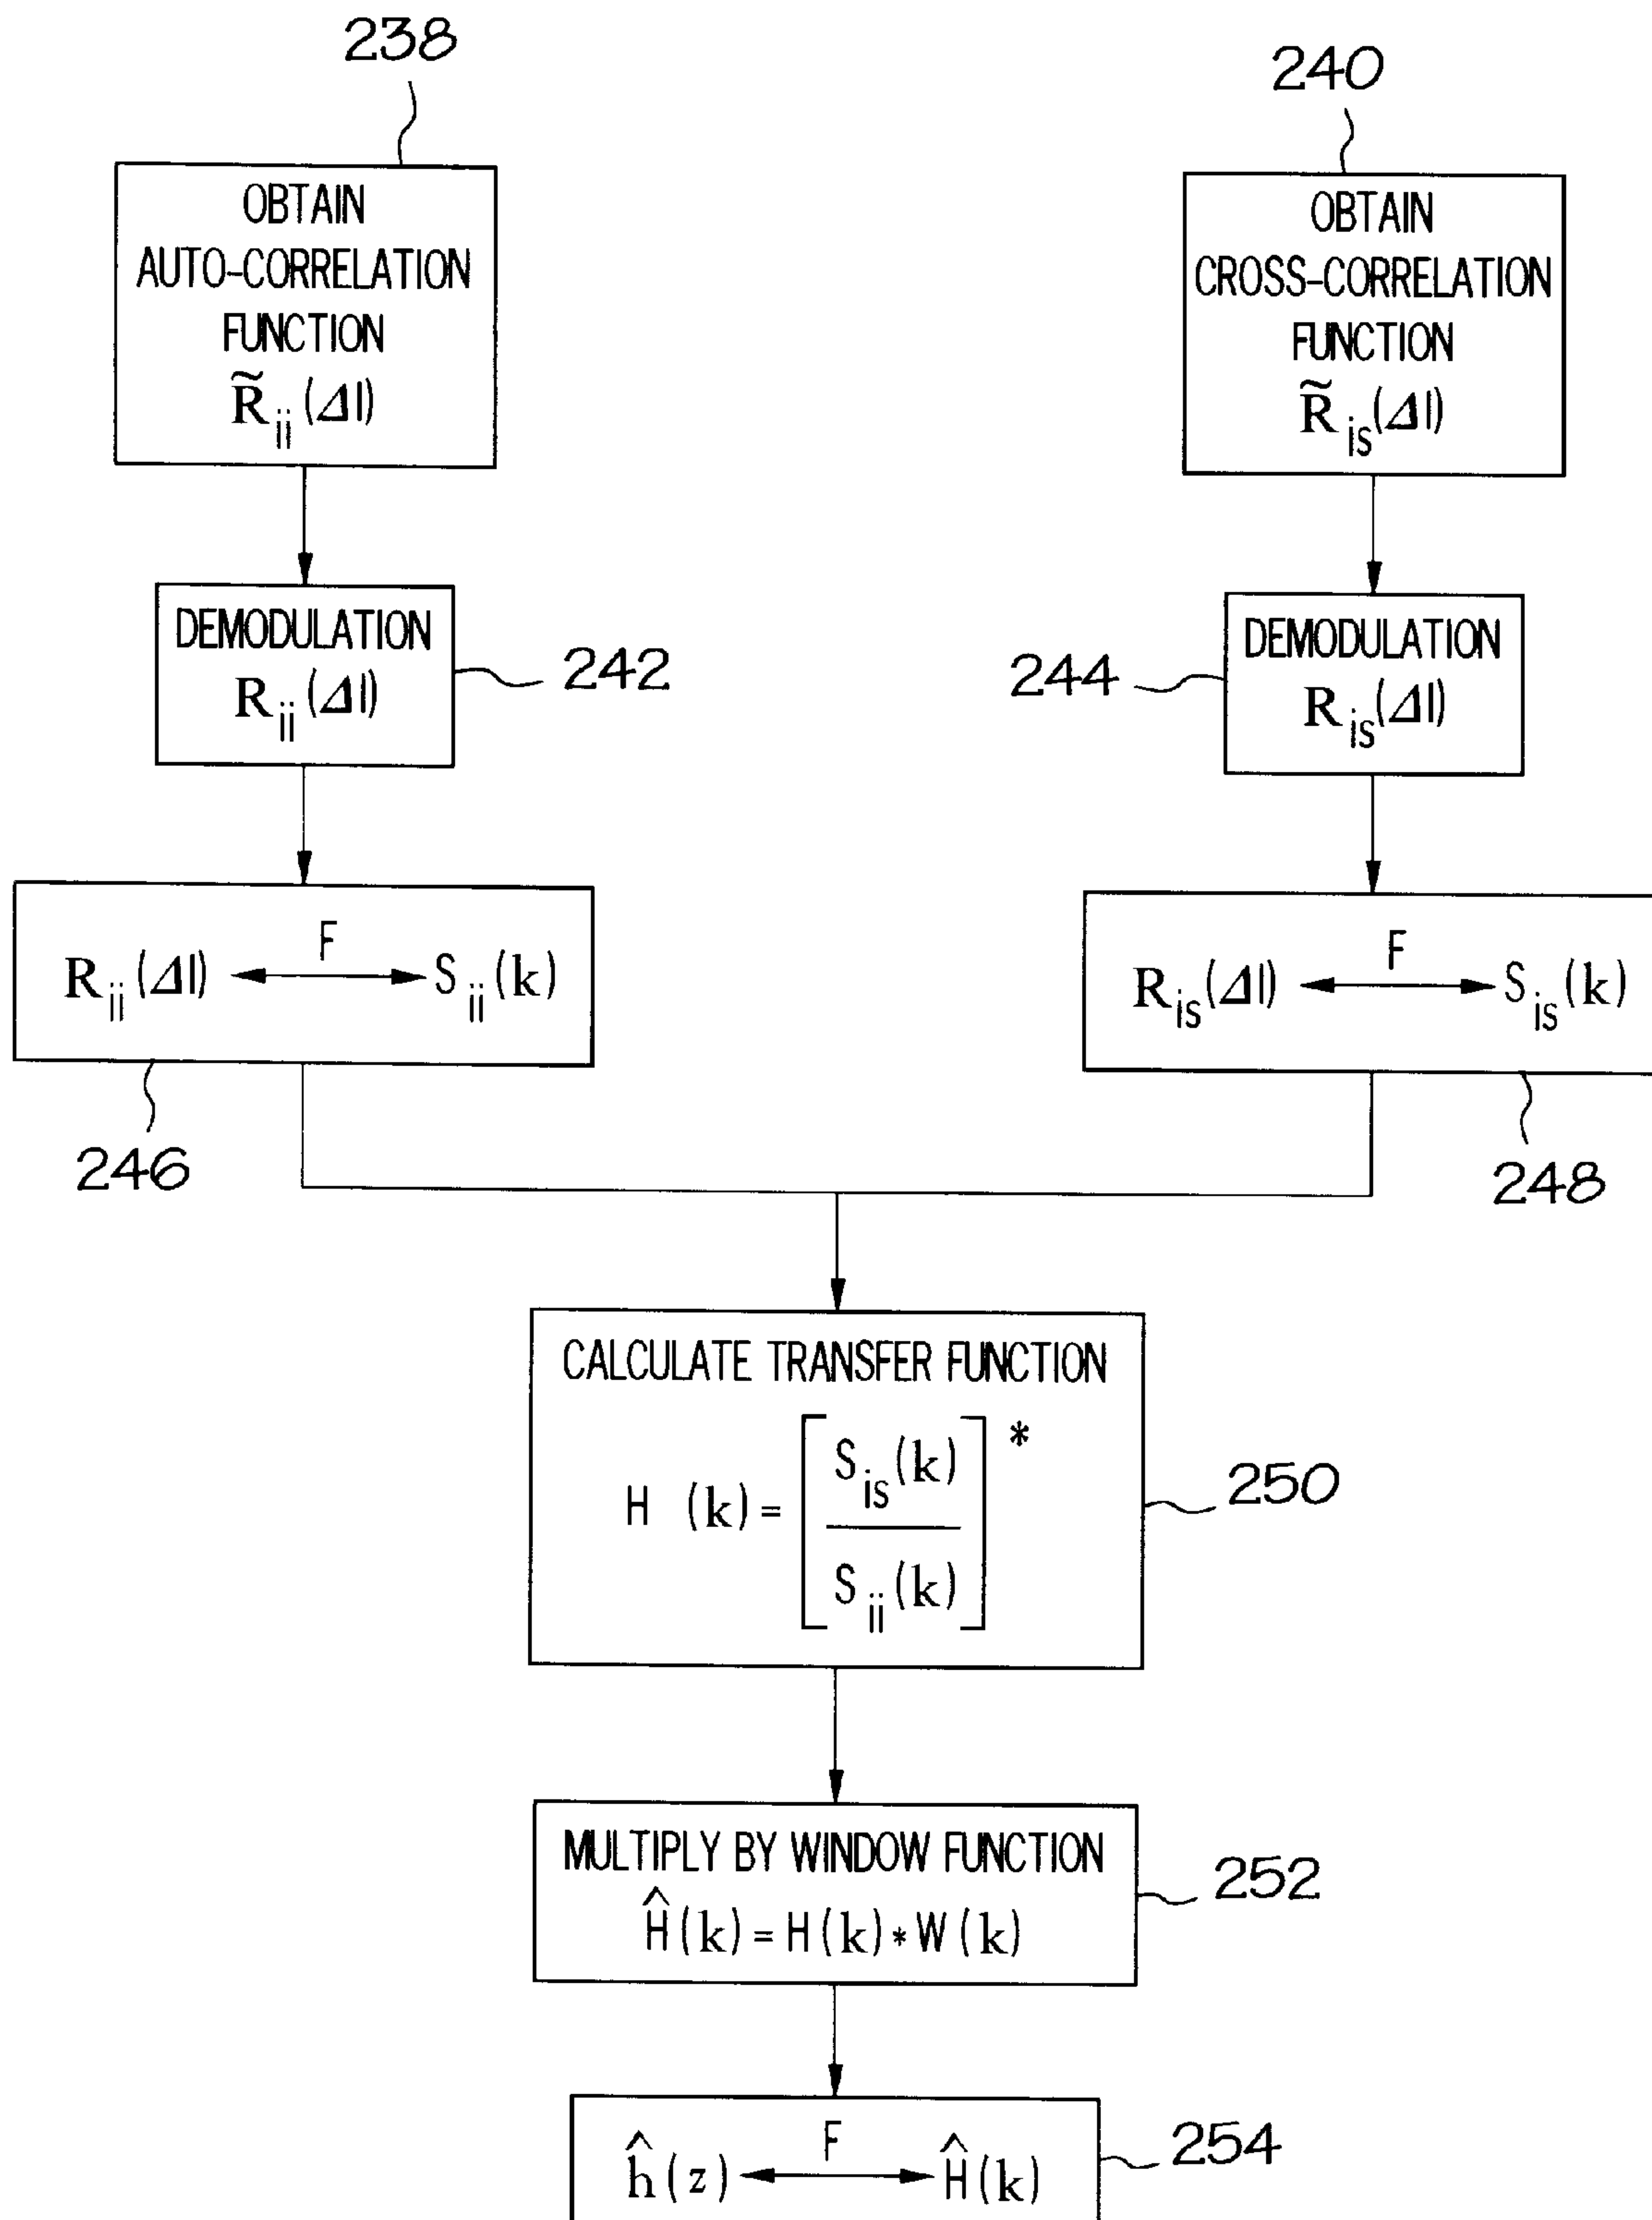 238
OBTAIN
AUTO-CORRELATION
FUNCTION
R̃ii(Δl)
240
OBTAIN
CROSS-CORRELATION
FUNCTION
R̃is(Δl)
DEMODULATION
Rii(Δl)
242
244
DEMODULATION
Ris(Δl)
F
Rii(Δl) ⟷ Sii(k)
246
F
Ris(Δl) ⟷ Sis(k)
248
CALCULATE TRANSFER FUNCTION
H (k) = [Sis(k) / Sii(k)] *
250
MULTIPLY BY WINDOW FUNCTION
Ĥ(k) = H(k) * W(k)
252
F
ĥ(z) ⟷ Ĥ(k)
254